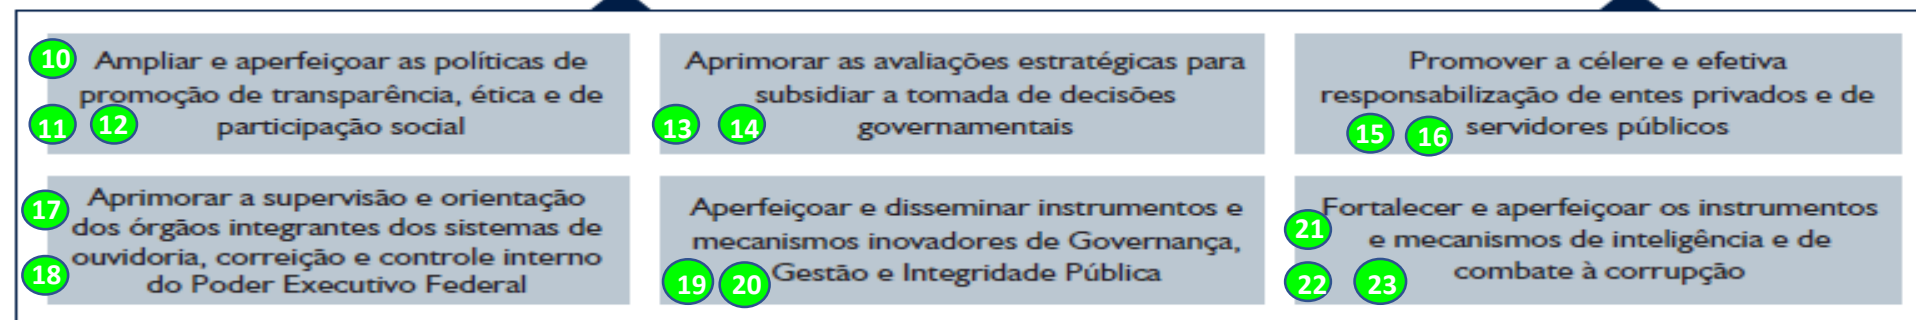 10
Ampliar e aperfeiçoar as políticas de
promoção de transparência, ética e de
11 12 participação social
Aprimorar as avaliações estratégicas para
subsidiar a tomada de decisões
13 14 governamentais
Promover a célere e efetiva
responsabilização de entes privados e de
15 16 servidores públicos
17 Aprimorar a supervisão e orientação
dos órgãos integrantes dos sistemas de
ouvidoria, correição e controle interno
18 do Poder Executivo Federal
Aperfeiçoar e disseminar instrumentos e
mecanismos inovadores de Governança,
19 20 Gestão e Integridade Pública
21 Fortalecer e aperfeiçoar os instrumentos
e mecanismos de inteligência e de
22 23 combate à corrupção